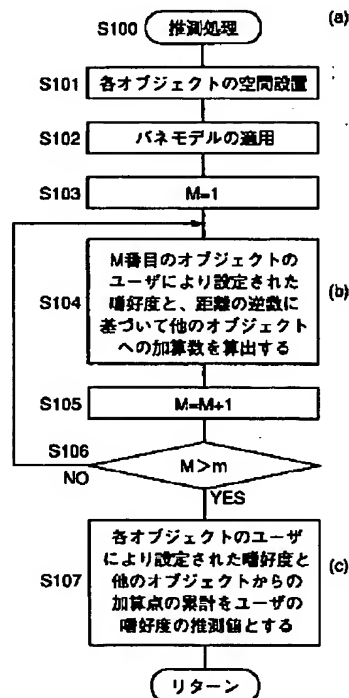 (a)
S100 推測処理
S101 各オブジェクトの空間設置
S102 バネモデルの適用
S103 M=1
M番目のオブジェクトの
ユーザにより設定された
S104 嗜好度と、距離の逆数に (b)
基づいて他のオブジェクト
への加算数を算出する
S105 M=M+1
S106 M>m
NO
YES
各オブジェクトのユーザ
により設定された嗜好度と (c)
S107 他のオブジェクトからの
加算点の累計をユーザの
嗜好度の推測値とする
リターン